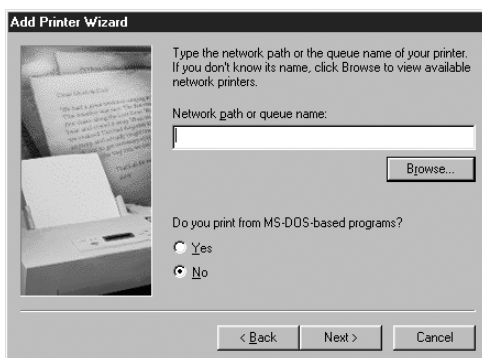 Add Printer Wizard
Type the network path or the queue name of your printer.
If you don't know its name, click Browse to view available
network printers.
Network path or queue name:
Browse...
Do you print from MS-DOS-based programs?
Yes
No
< Back
Next >
Cancel